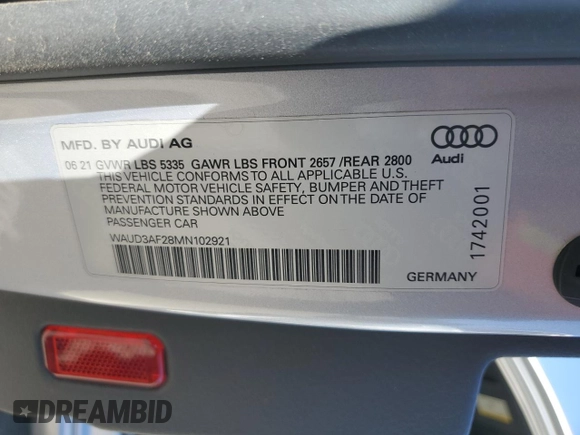 MFD. BY AUDI AG
06 21 GVWR LBS 5335 GAWR LBS FRONT 2657 /REAR 2800
THIS VEHICLE CONFORMS TO ALL APPLICABLE U.S.
FEDERAL MOTOR VEHICLE SAFETY, BUMPER AND THEFT
PREVENTION STANDARDS IN EFFECT ON THE DATE OF
MANUFACTURE SHOWN ABOVE
PASSENGER CAR
WAUD3AF28MN102921
Audi
1742001
GERMANY
DREAMBID